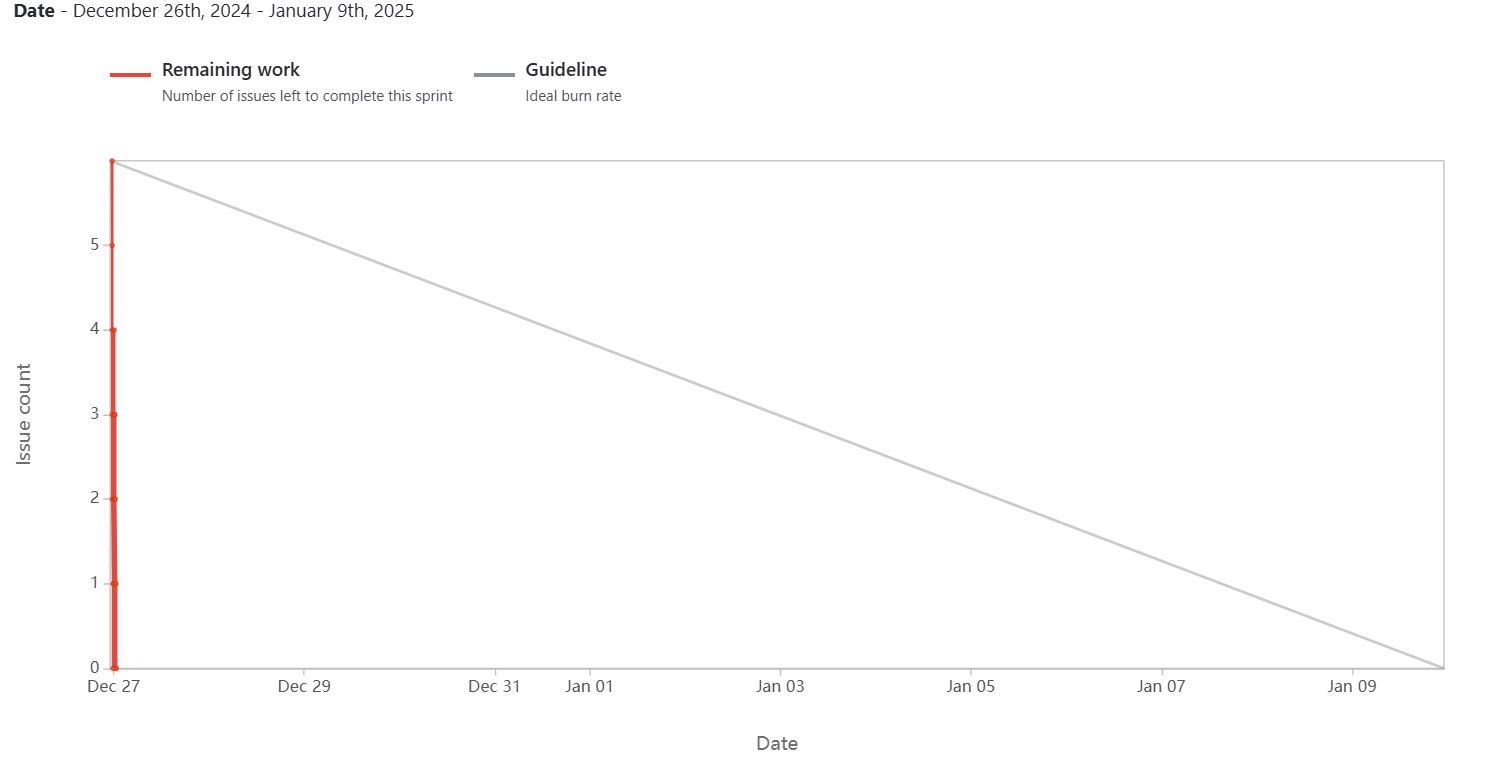 Date - December 26th, 2024 - January 9th, 2025
Remaining work Guideline
Number of issues left to complete this sprint Ideal burn rate
5
4
3
2
1
0
Issue count
Dec 27 Dec 29 Dec 31 Jan 01 Jan 03 Jan 05 Jan 07 Jan 09
Date